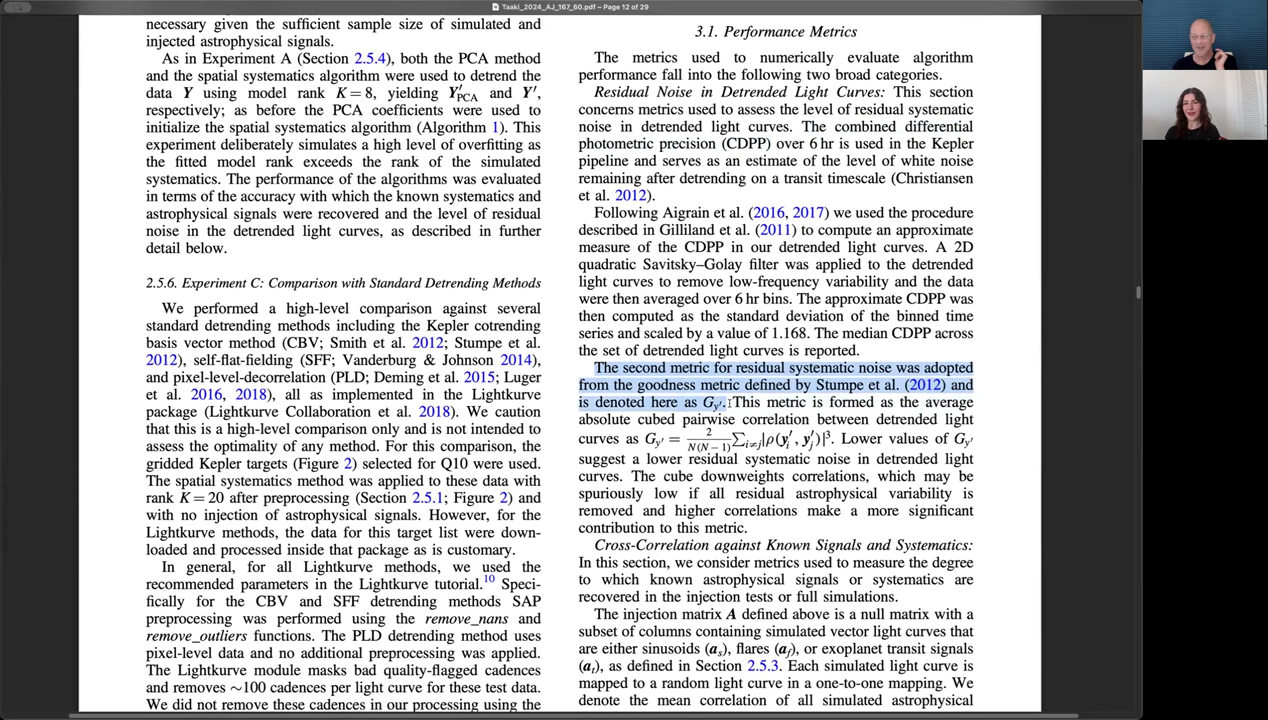 Taaki_2024_AJ_167_60.pdf – Page 12 of 29
necessary given the sufficient sample size of simulated and
injected astrophysical signals.
As in Experiment A (Section 2.5.4), both the PCA method
and the spatial systematics algorithm were used to detrend the
data Y using model rank K = 8, yielding Y′PCA and Y′,
respectively; as before the PCA coefficients were used to
initialize the spatial systematics algorithm (Algorithm 1). This
experiment deliberately simulates a high level of overfitting as
the fitted model rank exceeds the rank of the simulated
systematics. The performance of the algorithms was evaluated
in terms of the accuracy with which the known systematics and
astrophysical signals were recovered and the level of residual
noise in the detrended light curves, as described in further
detail below.
2.5.6. Experiment C: Comparison with Standard Detrending Methods
We performed a high-level comparison against several
standard detrending methods including the Kepler cotrending
basis vector method (CBV; Smith et al. 2012; Stumpe et al.
2012), self-flat-fielding (SFF; Vanderburg & Johnson 2014),
and pixel-level-decorrelation (PLD; Deming et al. 2015; Luger
et al. 2016, 2018), all as implemented in the Lightkurve
package (Lightkurve Collaboration et al. 2018). We caution
that this is a high-level comparison only and is not intended to
assess the optimality of any method. For this comparison, the
gridded Kepler targets (Figure 2) selected for Q10 were used.
The spatial systematics method was applied to these data with
rank K = 20 after preprocessing (Section 2.5.1; Figure 2) and
with no injection of astrophysical signals. However, for the
Lightkurve methods, the data for this target list were down-
loaded and processed inside that package as is customary.
In general, for all Lightkurve methods, we used the
recommended parameters in the Lightkurve tutorial.10 Speci-
fically for the CBV and SFF detrending methods SAP
preprocessing was performed using the remove_nans and
remove_outliers functions. The PLD detrending method uses
pixel-level data and no additional preprocessing was applied.
The Lightkurve module masks bad quality-flagged cadences
and removes ~100 cadences per light curve for these test data.
We did not remove these cadences in our processing using the
3.1. Performance Metrics
The metrics used to numerically evaluate algorithm
performance fall into the following two broad categories.
Residual Noise in Detrended Light Curves: This section
concerns metrics used to assess the level of residual systematic
noise in detrended light curves. The combined differential
photometric precision (CDPP) over 6 hr is used in the Kepler
pipeline and serves as an estimate of the level of white noise
remaining after detrending on a transit timescale (Christiansen
et al. 2012).
Following Aigrain et al. (2016, 2017) we used the procedure
described in Gilliland et al. (2011) to compute an approximate
measure of the CDPP in our detrended light curves. A 2D
quadratic Savitsky–Golay filter was applied to the detrended
light curves to remove low-frequency variability and the data
were then averaged over 6 hr bins. The approximate CDPP was
then computed as the standard deviation of the binned time
series and scaled by a value of 1.168. The median CDPP across
the set of detrended light curves is reported.
The second metric for residual systematic noise was adopted
from the goodness metric defined by Stumpe et al. (2012) and
is denoted here as Gy′. This metric is formed as the average
absolute cubed pairwise correlation between detrended light
curves as Gy′ = 2/N(N − 1) ∑i≠j |ρ(y′i, y′j)|3. Lower values of Gy′
suggest a lower residual systematic noise in detrended light
curves. The cube downweights correlations, which may be
spuriously low if all residual astrophysical variability is
removed and higher correlations make a more significant
contribution to this metric.
Cross-Correlation against Known Signals and Systematics:
In this section, we consider metrics used to measure the degree
to which known astrophysical signals or systematics are
recovered in the injection tests or full simulations.
The injection matrix A defined above is a null matrix with a
subset of columns containing simulated vector light curves that
are either sinusoids (as), flares (af), or exoplanet transit signals
(at), as defined in Section 2.5.3. Each simulated light curve is
mapped to a random light curve in a one-to-one mapping. We
denote the mean correlation of all simulated astrophysical